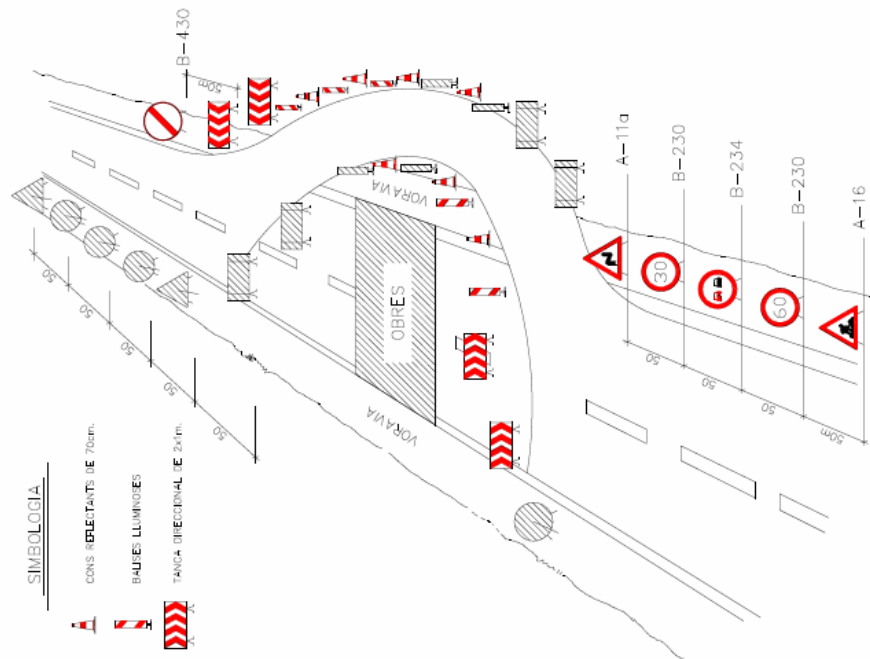 B-430
50m
50
50
50
50
50
VORAVIA
OBRES
VORAVIA
A-11a
B-230
B-234
B-230
A-16
30
60
50
50
50
50m
SIMBOLOGIA
CONS REFLECTANTS DE 70cm.
BALISES LLUMINOSES
TANCA DIRECCIONAL DE 2x1m.